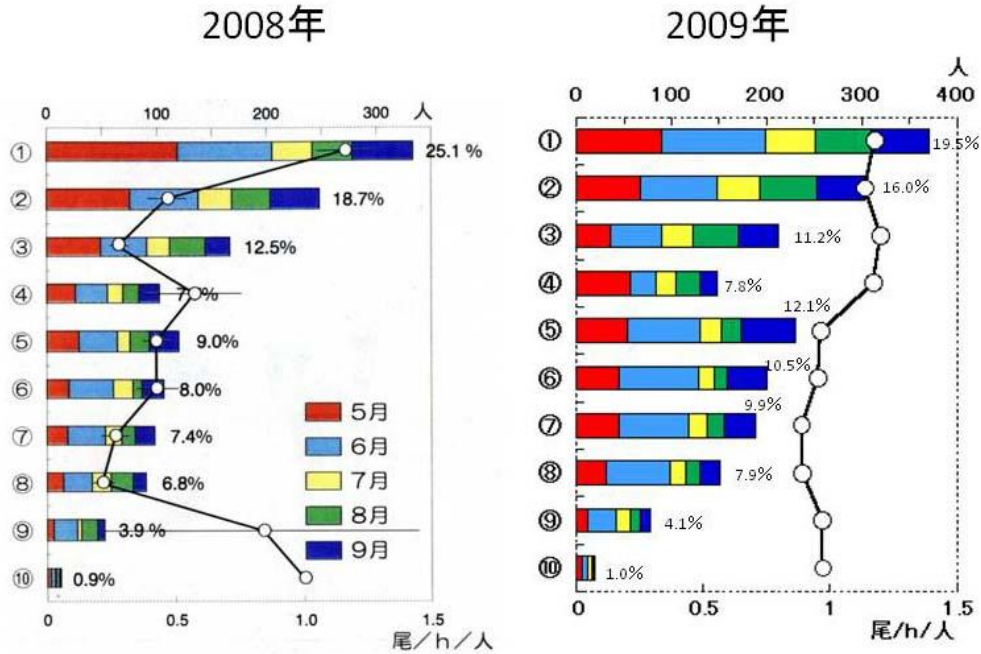 2008年
2009年
人
0 100 200 300 人
0 100 200 300 400
① 25.1 %
② 18.7%
③ 12.5%
④
⑤ 9.0%
⑥ 8.0%
⑦ 7.4%
⑧ 6.8%
⑨ 3.9 %
⑩ 0.9%
5月
6月
7月
8月
9月
0 0.5 1.0 1.5
尾/h/人
① 19.5%
② 16.0%
③ 11.2%
④ 7.8%
12.1%
⑤
10.5%
⑥
9.9%
⑦
⑧ 7.9%
⑨ 4.1%
⑩ 1.0%
0 0.5 1 1.5
尾/h/人